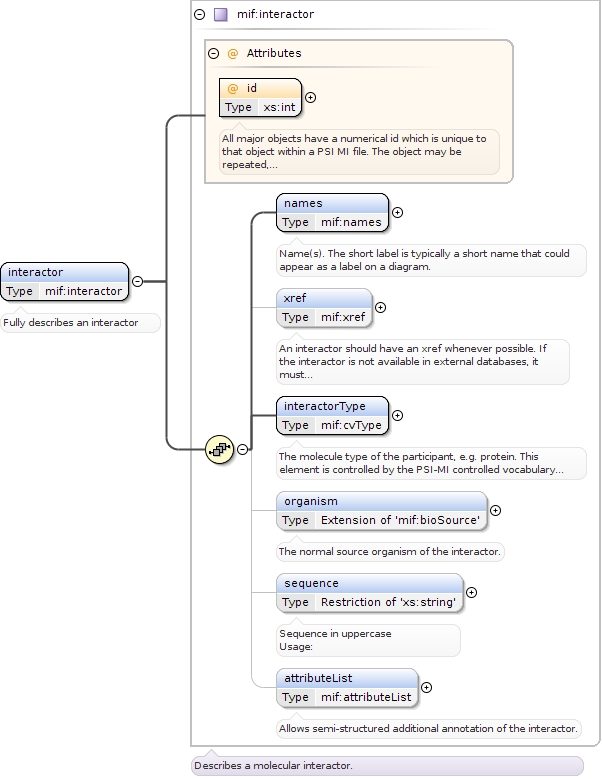 mif:interactor
@ Attributes
@ id
Type xs:int
All major objects have a numerical id which is unique to
that object within a PSI MI file. The object may be
repeated,...
names
Type mif:names
Name(s). The short label is typically a short name that could
appear as a label on a diagram.
interactor
Type mif:interactor
Fully describes an interactor
xref
Type mif:xref
An interactor should have an xref whenever possible. If
the interactor is not available in external databases, it
must...
interactorType
Type mif:cvType
The molecule type of the participant, e.g. protein. This
element is controlled by the PSI-MI controlled vocabulary...
organism
Type Extension of 'mif:bioSource'
The normal source organism of the interactor.
sequence
Type Restriction of 'xs:string'
Sequence in uppercase
Usage:
attributeList
Type mif:attributeList
Allows semi-structured additional annotation of the interactor.
Describes a molecular interactor.